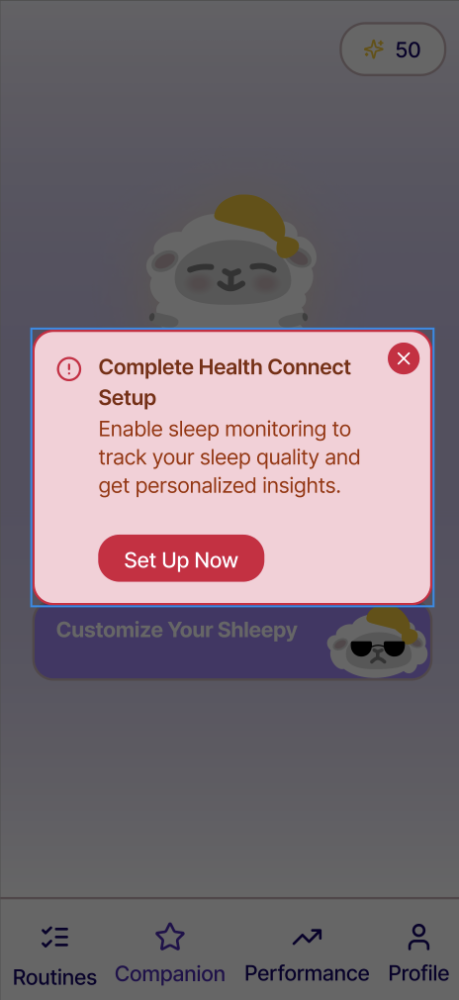 50
Complete Health Connect
Setup
Enable sleep monitoring to
track your sleep quality and
get personalized insights.
Set Up Now
Customize Your Shleepy
Routines
Companion
Performance
Profile